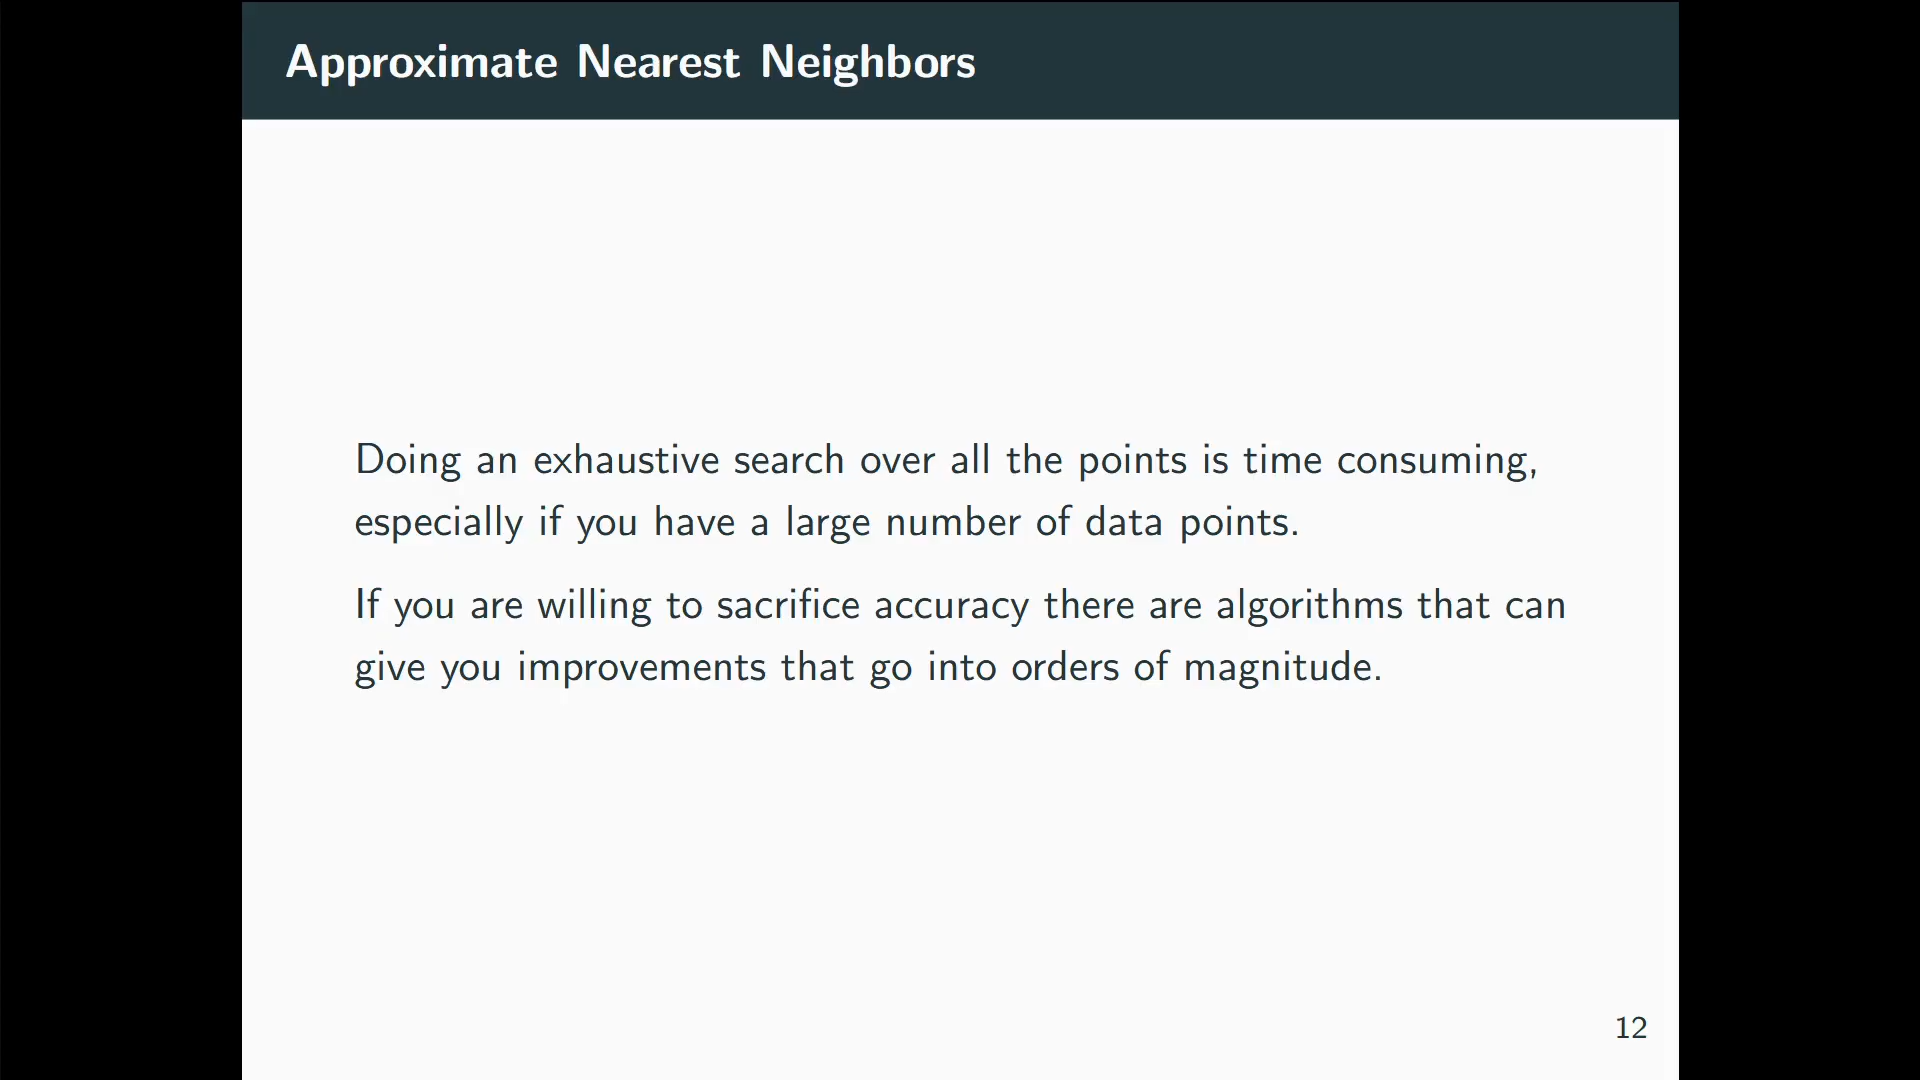 Approximate Nearest Neighbors
Doing an exhaustive search over all the points is time consuming,
especially if you have a large number of data points.
If you are willing to sacrifice accuracy there are algorithms that can
give you improvements that go into orders of magnitude.
12